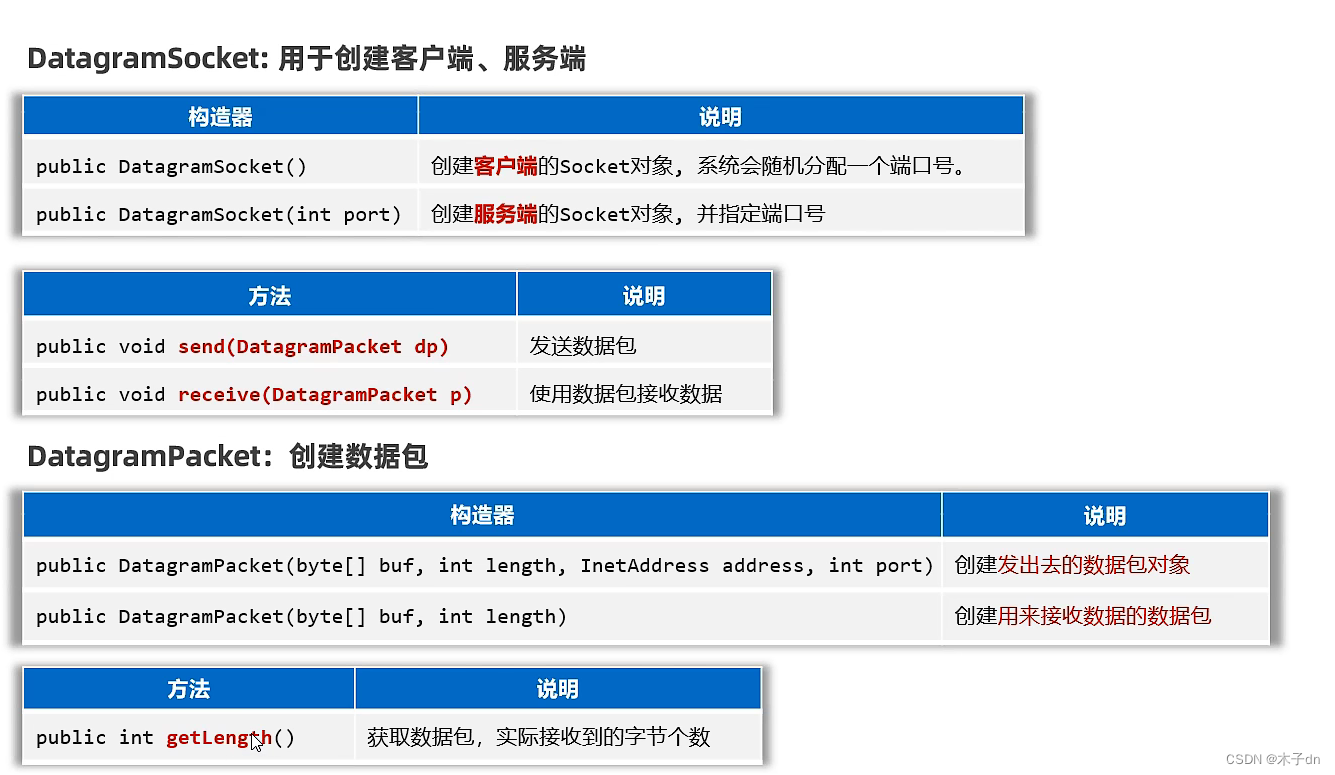 DatagramSocket: 用于创建客户端、服务端
构造器 说明
public DatagramSocket() 创建客户端的Socket对象, 系统会随机分配一个端口号。
public DatagramSocket(int port) 创建服务端的Socket对象, 并指定端口号
方法 说明
public void send(DatagramPacket dp) 发送数据包
public void receive(DatagramPacket p) 使用数据包接收数据
DatagramPacket：创建数据包
构造器 说明
public DatagramPacket(byte[] buf, int length, InetAddress address, int port) 创建发出去的数据包对象
public DatagramPacket(byte[] buf, int length) 创建用来接收数据的数据包
方法 说明
public int getLength() 获取数据包，实际接收到的字节个数
CSDN @木子dn